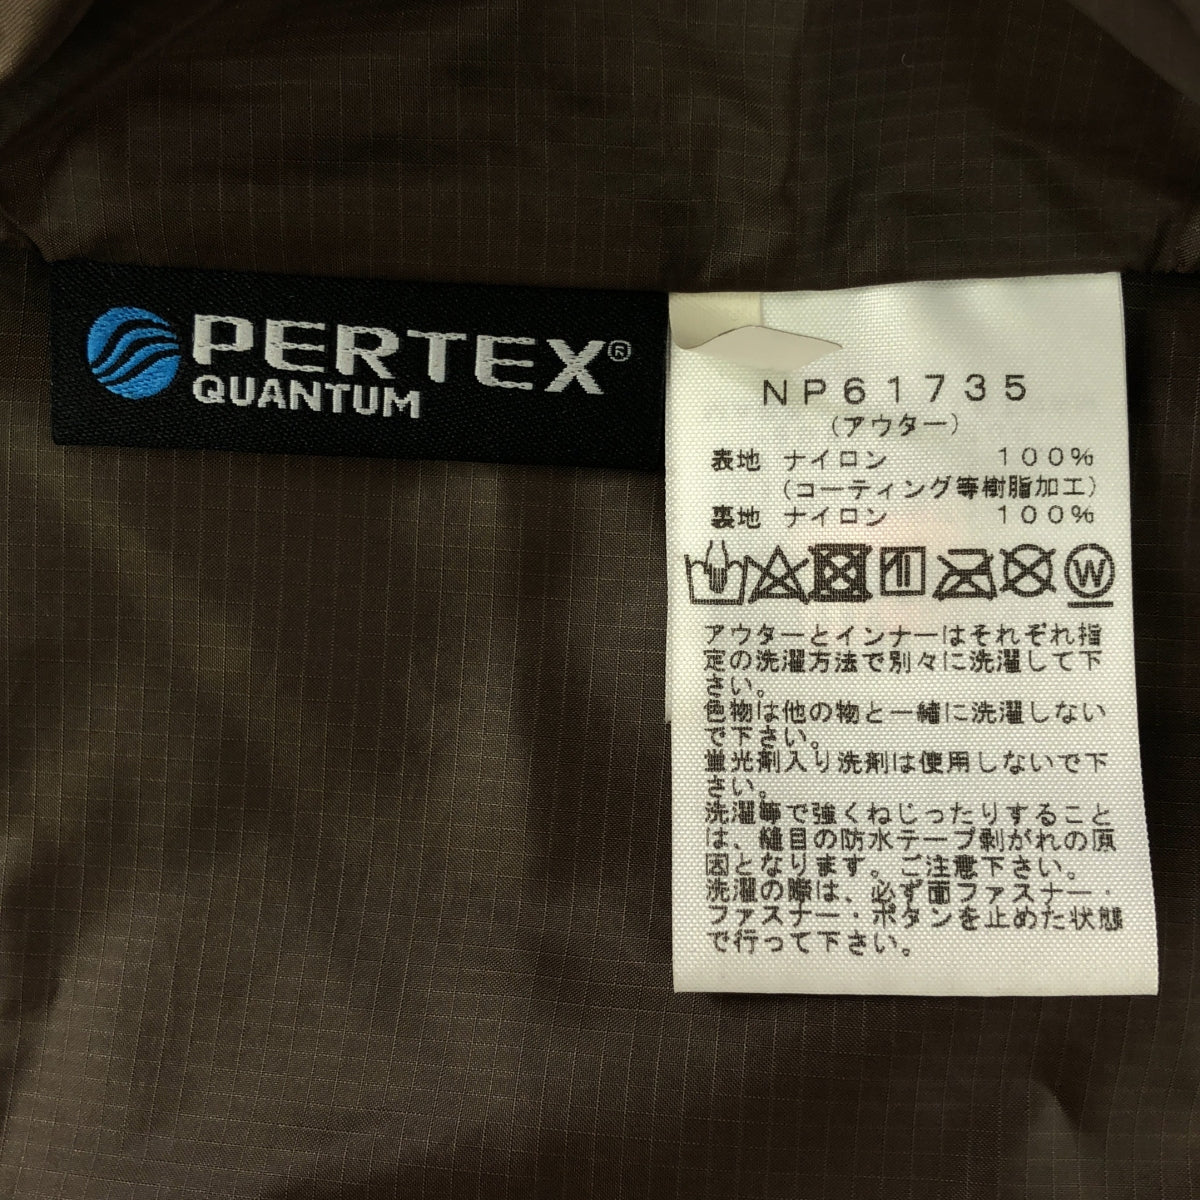 PERTEX®
QUANTUM
NP61735
(アウター)
表地 ナイロン 100%
(コーティング等樹脂加工)
裏地 ナイロン 100%
W
アウターとインナーはそれぞれ指
定の洗濯方法で別々に洗濯して下
さい。
色物は他の物と一緒に洗濯しない
で下さい。
蛍光剤入り洗剤は使用しないで下
さい。
洗濯等で強くねじったりすること
は、縫目の防水テープ剥がれの原
因となります。ご注意下さい。
洗濯の際は、必ず面ファスナー・
ファスナー・ボタンを止めた状態
で行って下さい。